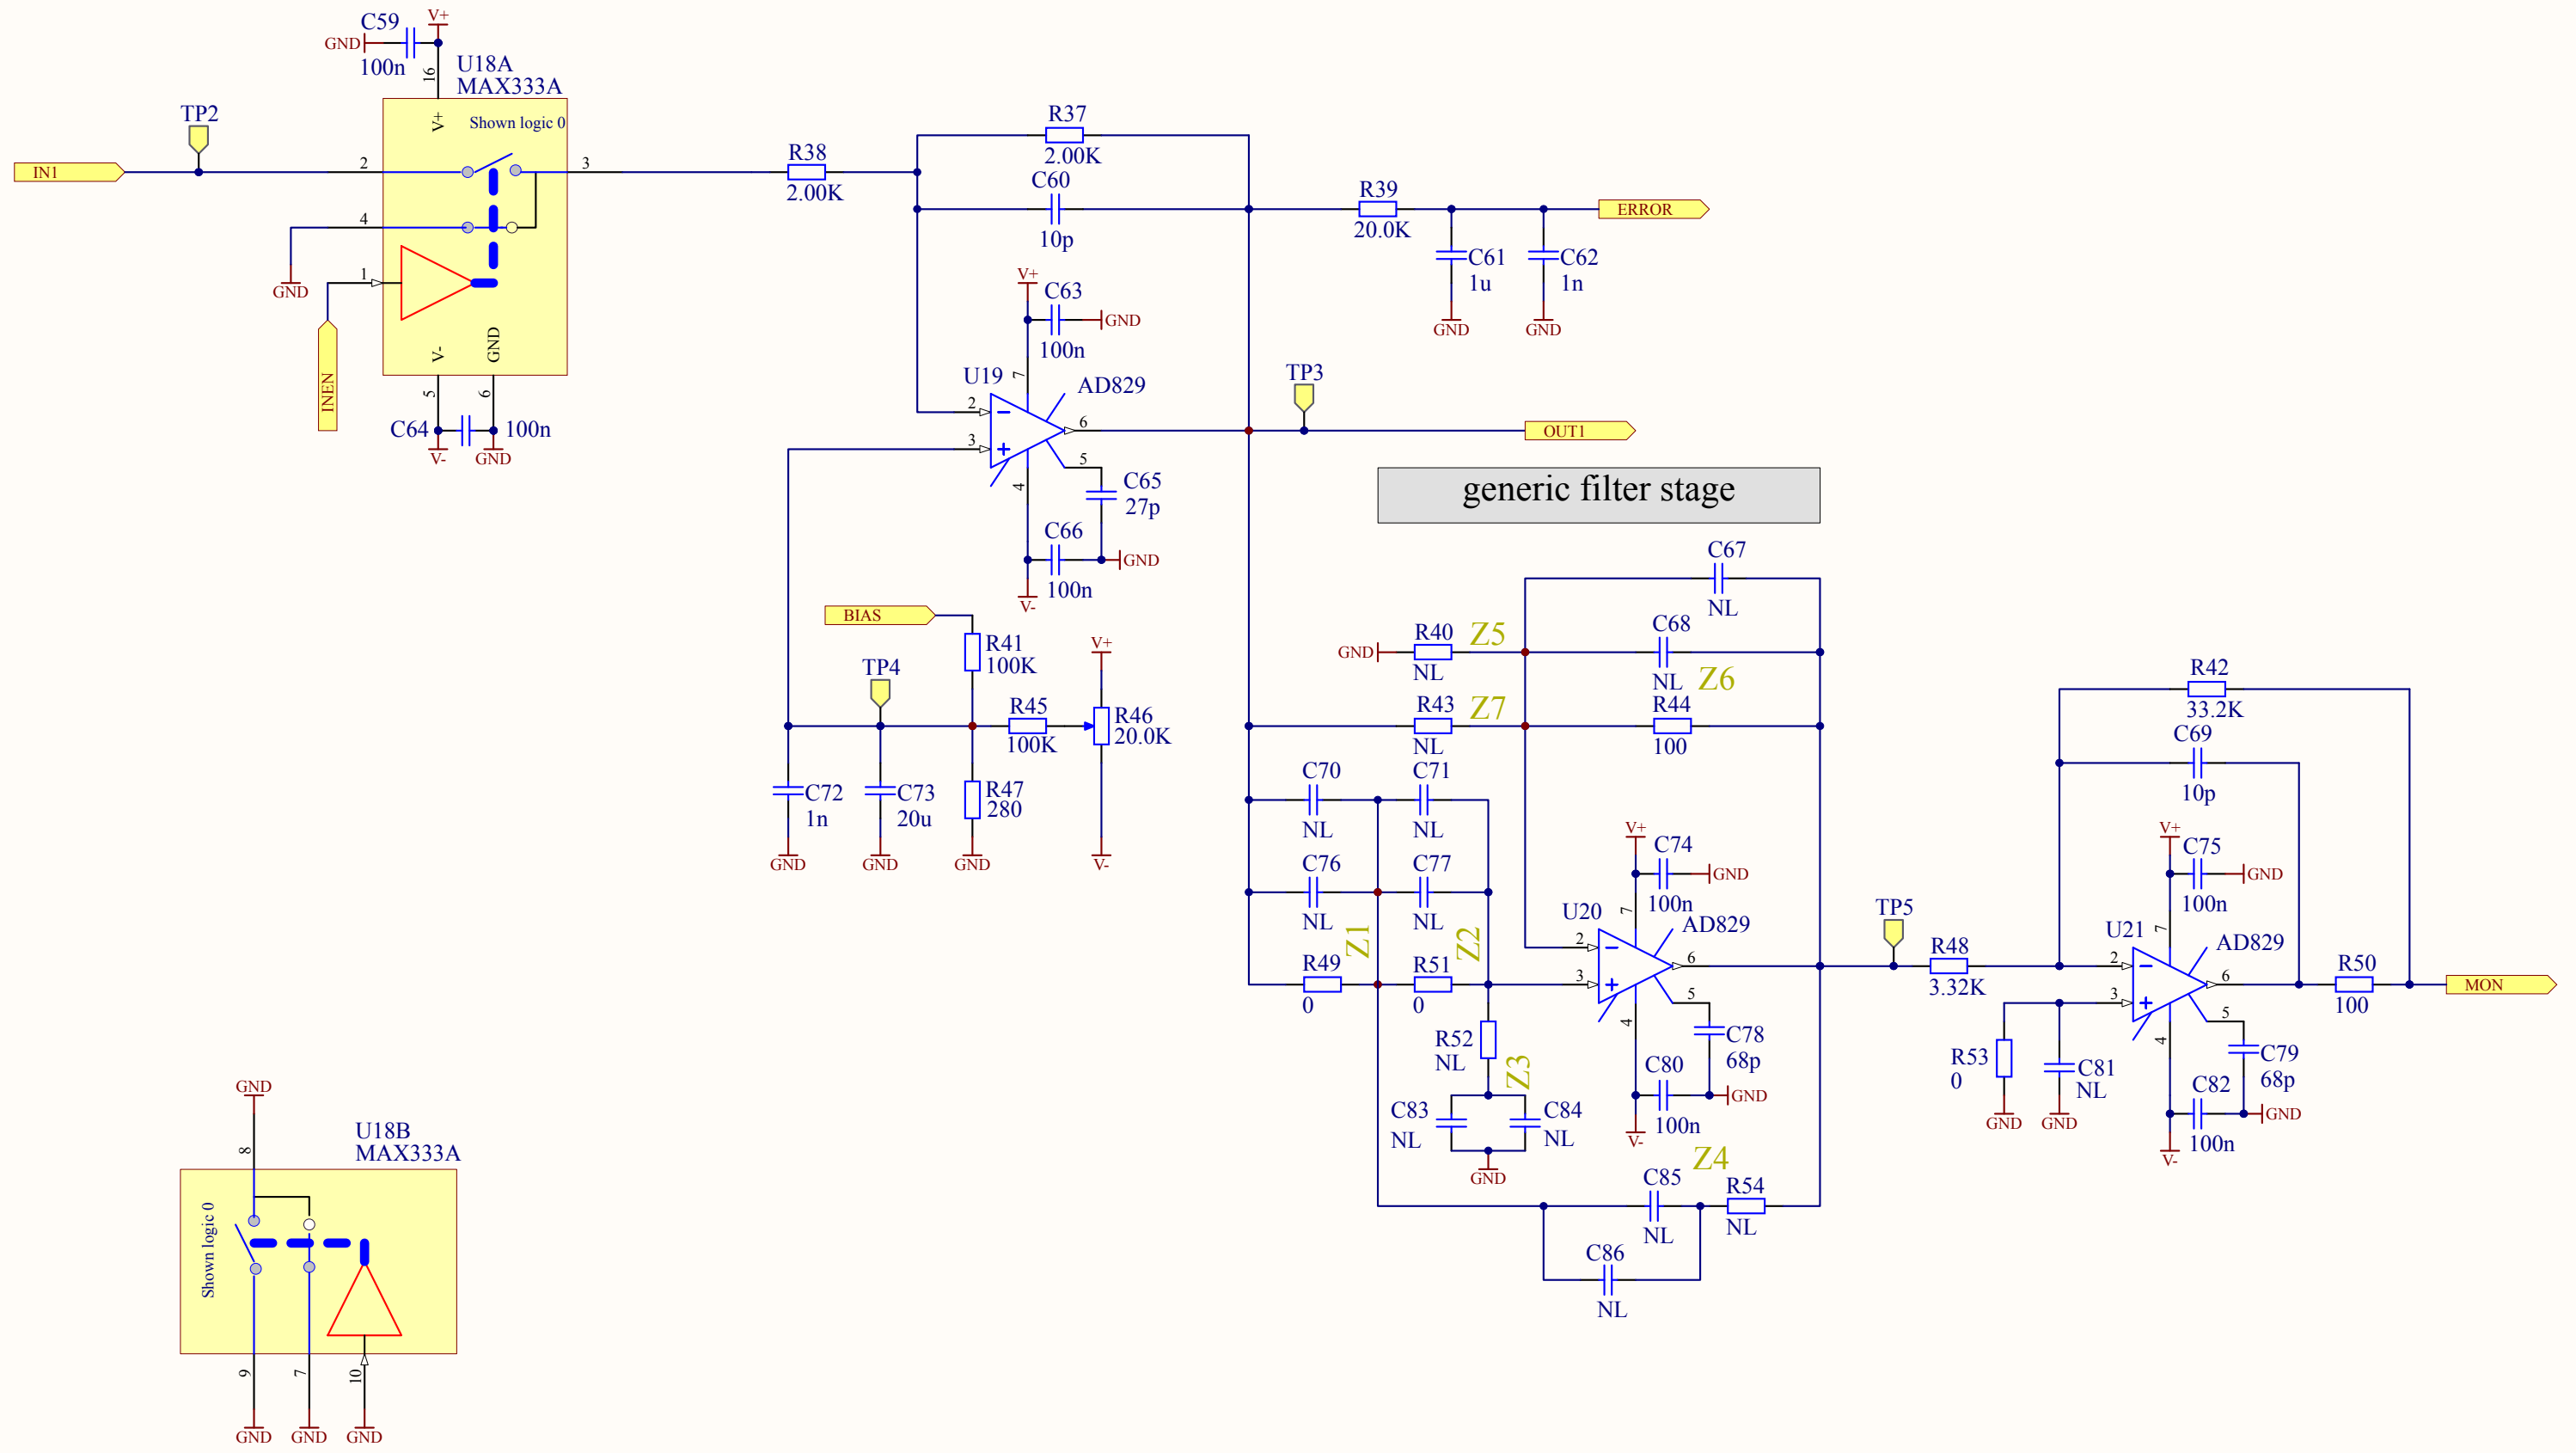 C59
V+
GND
100n
16
U18A
MAX333A
V+
Shown logic 0
TP2
IN1
2
3
4
GND
1
INEN
V-
GND
5
6
C64
100n
V-
GND
R38
2.00K
R37
2.00K
C60
10p
R39
20.0K
ERROR
C61
1u
C62
1n
GND
GND
V+
C63
GND
100n
7
U19
AD829
2
3
6
5
4
C65
27p
C66
GND
100n
V-
TP3
OUT1
generic filter stage
BIAS
R41
100K
TP4
R45
100K
V+
R46
20.0K
C72
1n
C73
20u
R47
280
GND
GND
GND
V-
C67
NL
GND
R40
NL
Z5
C68
NL
Z6
R43
NL
Z7
R44
100
C70
NL
C71
NL
C76
NL
C77
NL
Z1
Z2
R49
0
R51
0
V+
C74
GND
100n
7
U20
AD829
2
3
6
5
4
C78
68p
C80
GND
100n
V-
R52
NL
Z3
C83
NL
C84
NL
GND
Z4
C85
NL
R54
NL
C86
NL
TP5
R48
3.32K
R42
33.2K
C69
10p
V+
C75
GND
100n
7
U21
AD829
2
3
6
5
4
R50
100
MON
R53
0
C81
NL
GND
GND
C79
68p
C82
GND
100n
V-
GND
8
U18B
MAX333A
Shown logic 0
9
7
10
GND
GND
GND